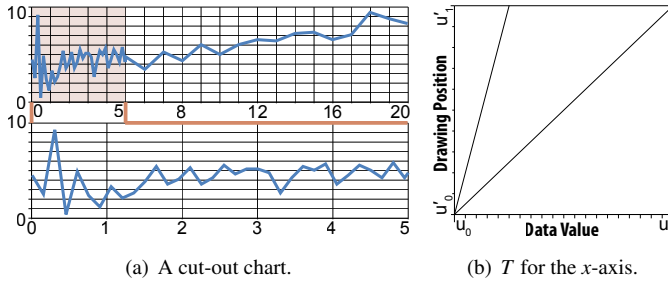 10
0
0 5 8 12 16 20
10
0
0 1 2 3 4 5
(a) A cut-out chart.
Drawing Position
u'₁
u'₀
u₀ Data Value u
(b) T for the x-axis.